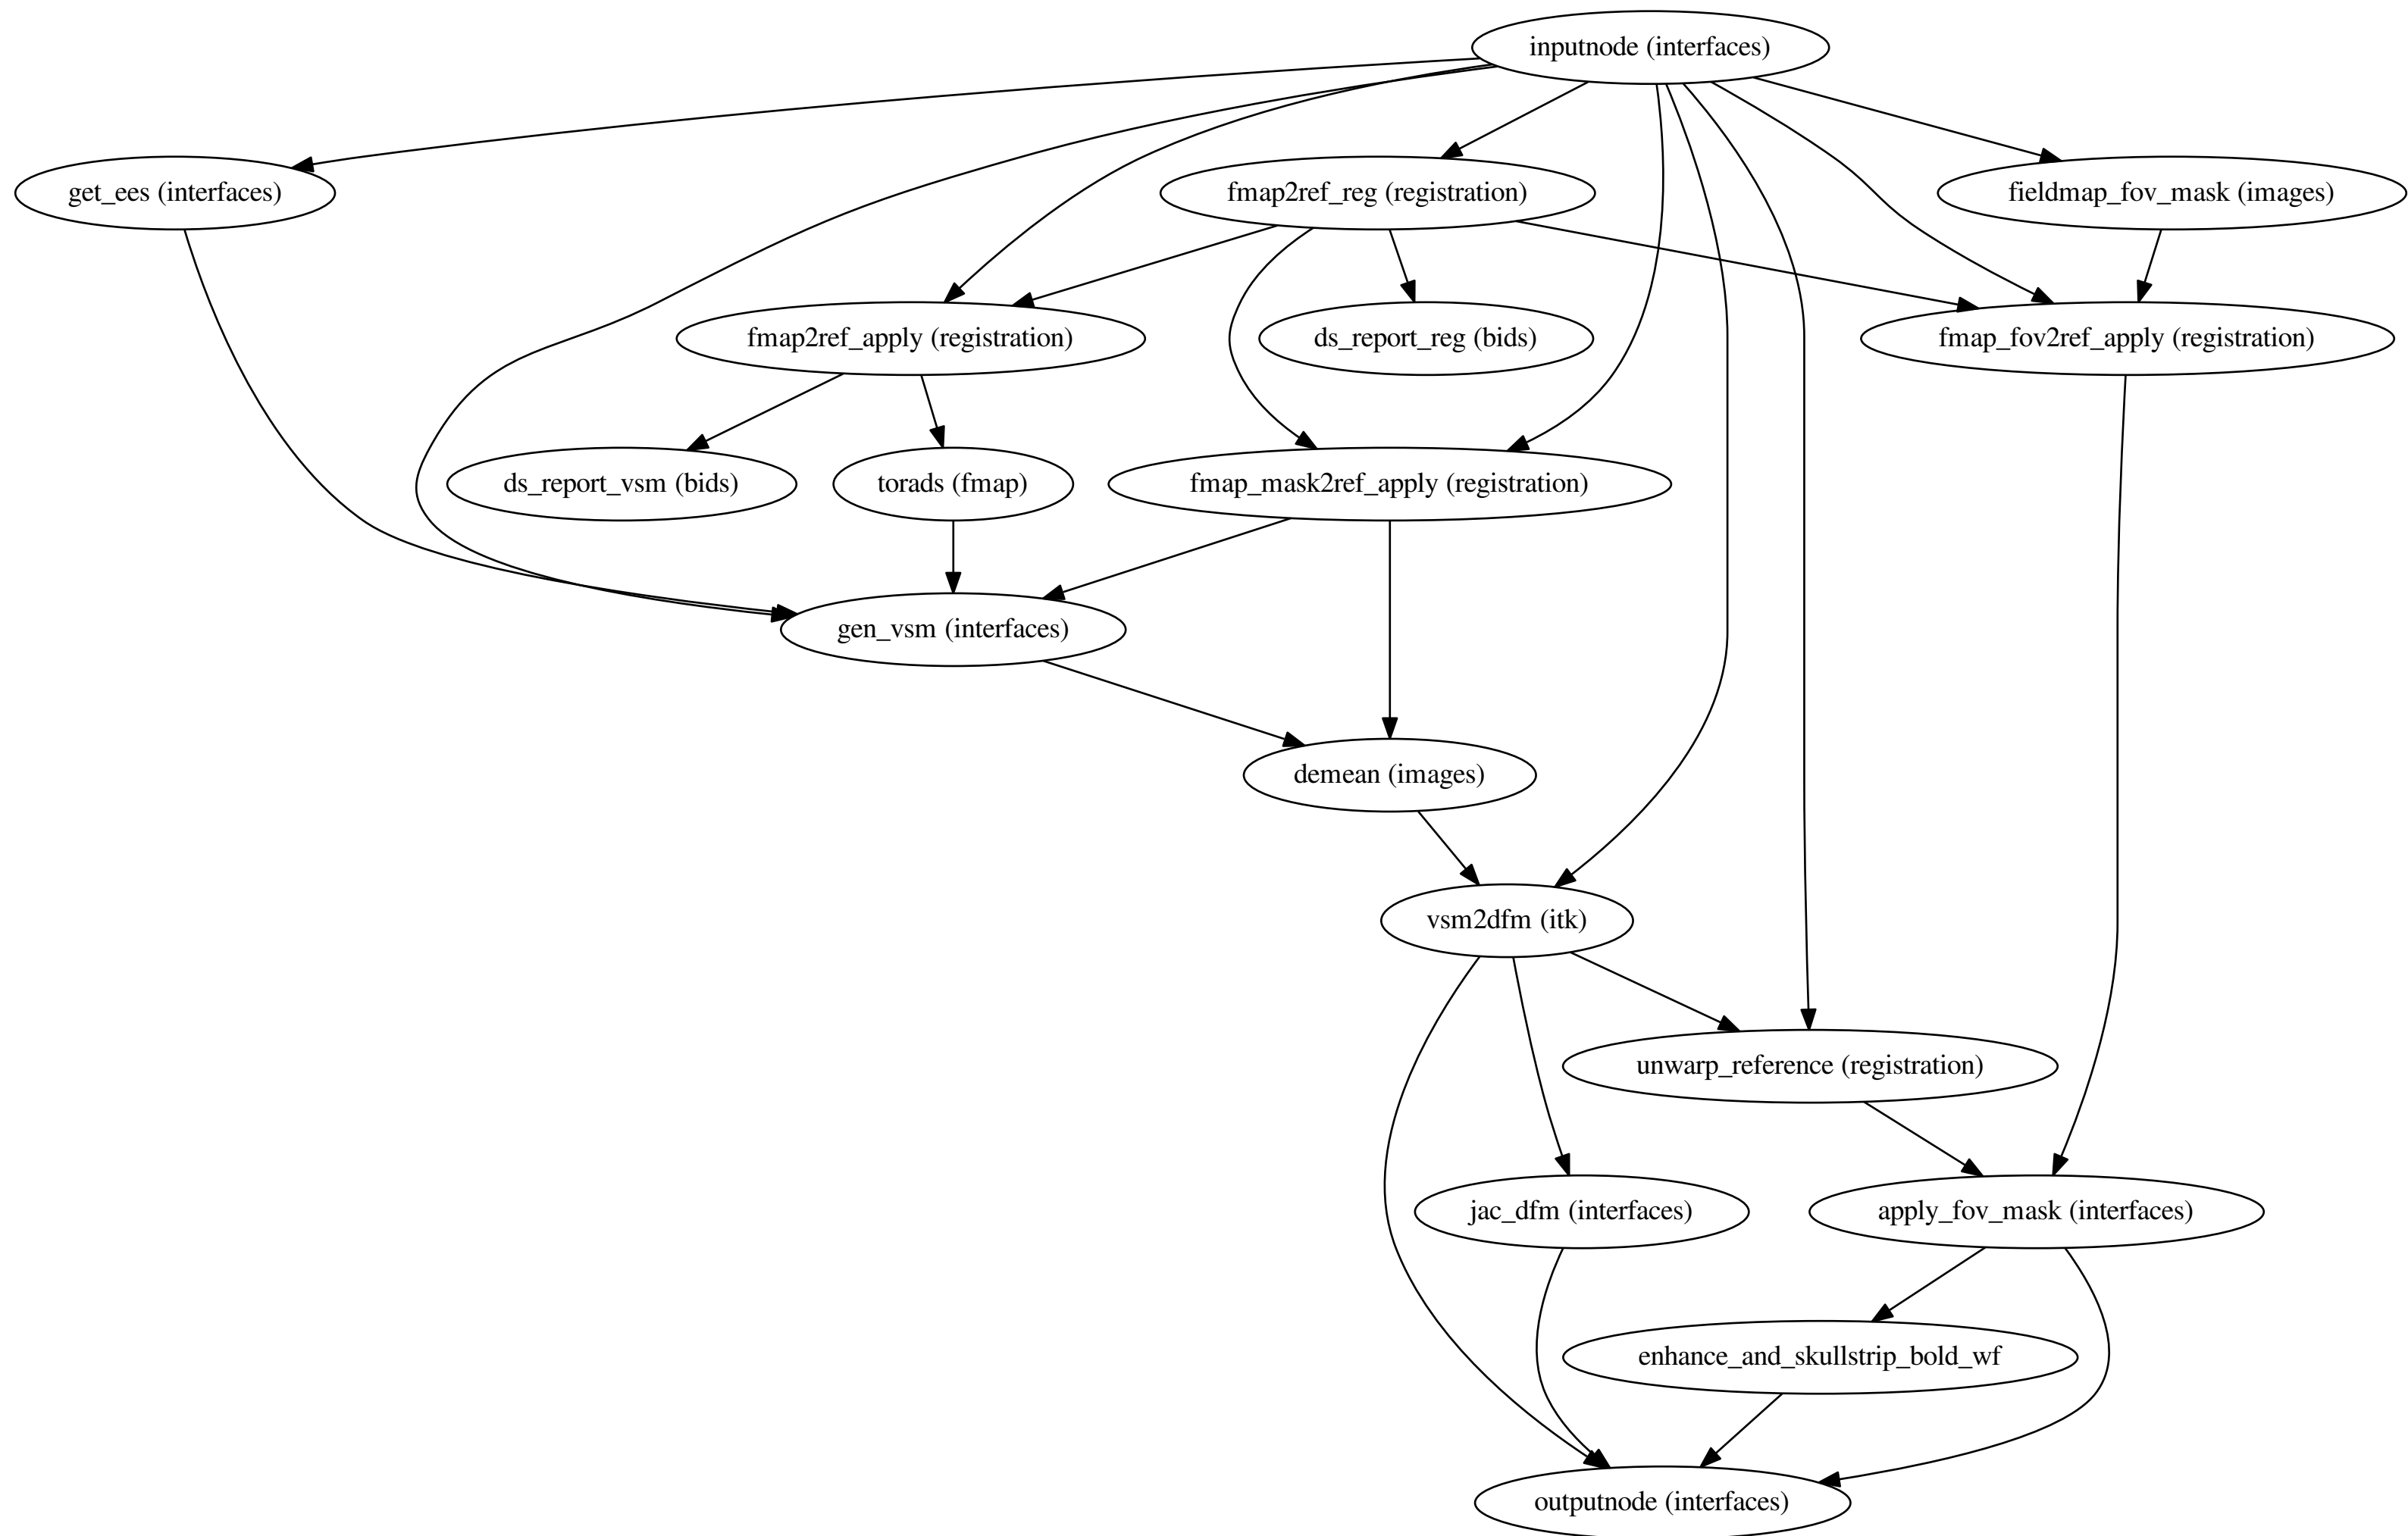 inputnode (interfaces)
get_ees (interfaces)
fmap2ref_reg (registration)
fieldmap_fov_mask (images)
fmap2ref_apply (registration)
ds_report_reg (bids)
fmap_fov2ref_apply (registration)
ds_report_vsm (bids)
torads (fmap)
fmap_mask2ref_apply (registration)
gen_vsm (interfaces)
demean (images)
vsm2dfm (itk)
unwarp_reference (registration)
jac_dfm (interfaces)
apply_fov_mask (interfaces)
enhance_and_skullstrip_bold_wf
outputnode (interfaces)